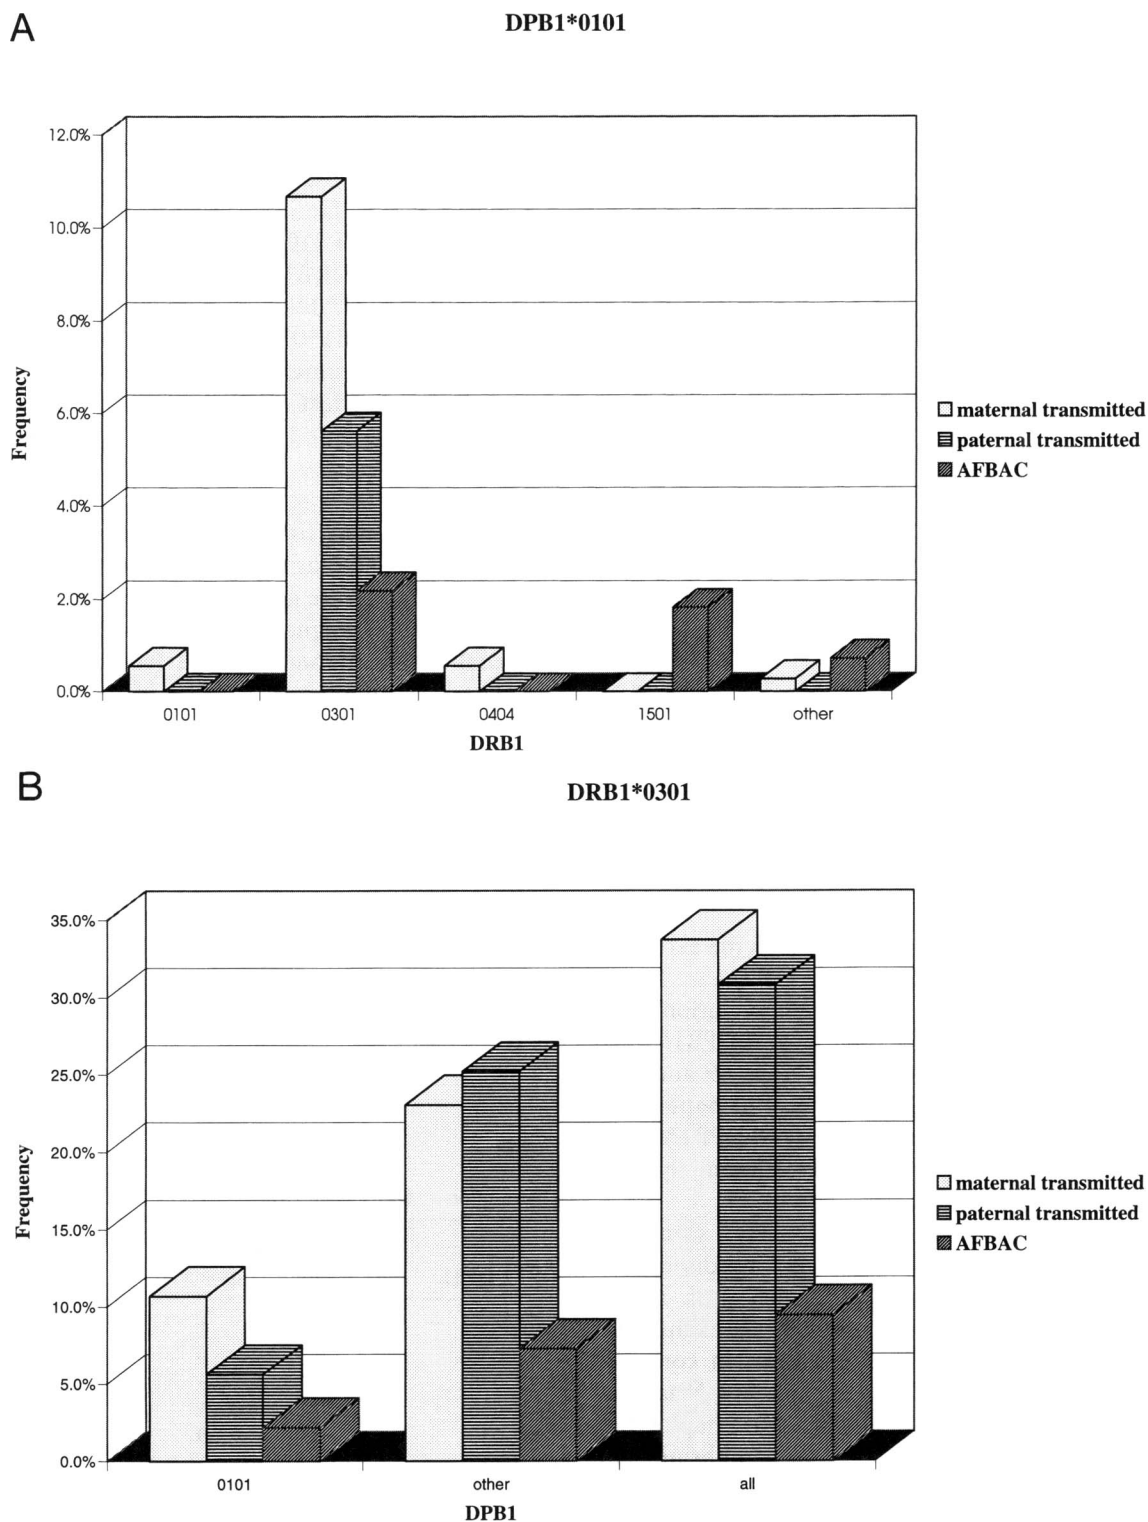 A
DPB1*0101
12.0%
10.0%
8.0%
6.0%
4.0%
2.0%
0.0%
Frequency
0101 0301 0404 1501 other
DRB1
maternal transmitted
paternal transmitted
AFBAC
B
DRB1*0301
35.0%
30.0%
25.0%
20.0%
15.0%
10.0%
5.0%
0.0%
Frequency
0101 other all
DPB1
maternal transmitted
paternal transmitted
AFBAC